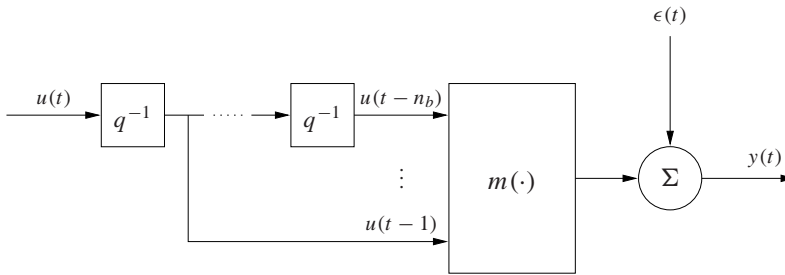 ϵ(t)
u(t)
q⁻¹
·····
q⁻¹
u(t − n_b)
⋮
m(·)
Σ
y(t)
u(t − 1)